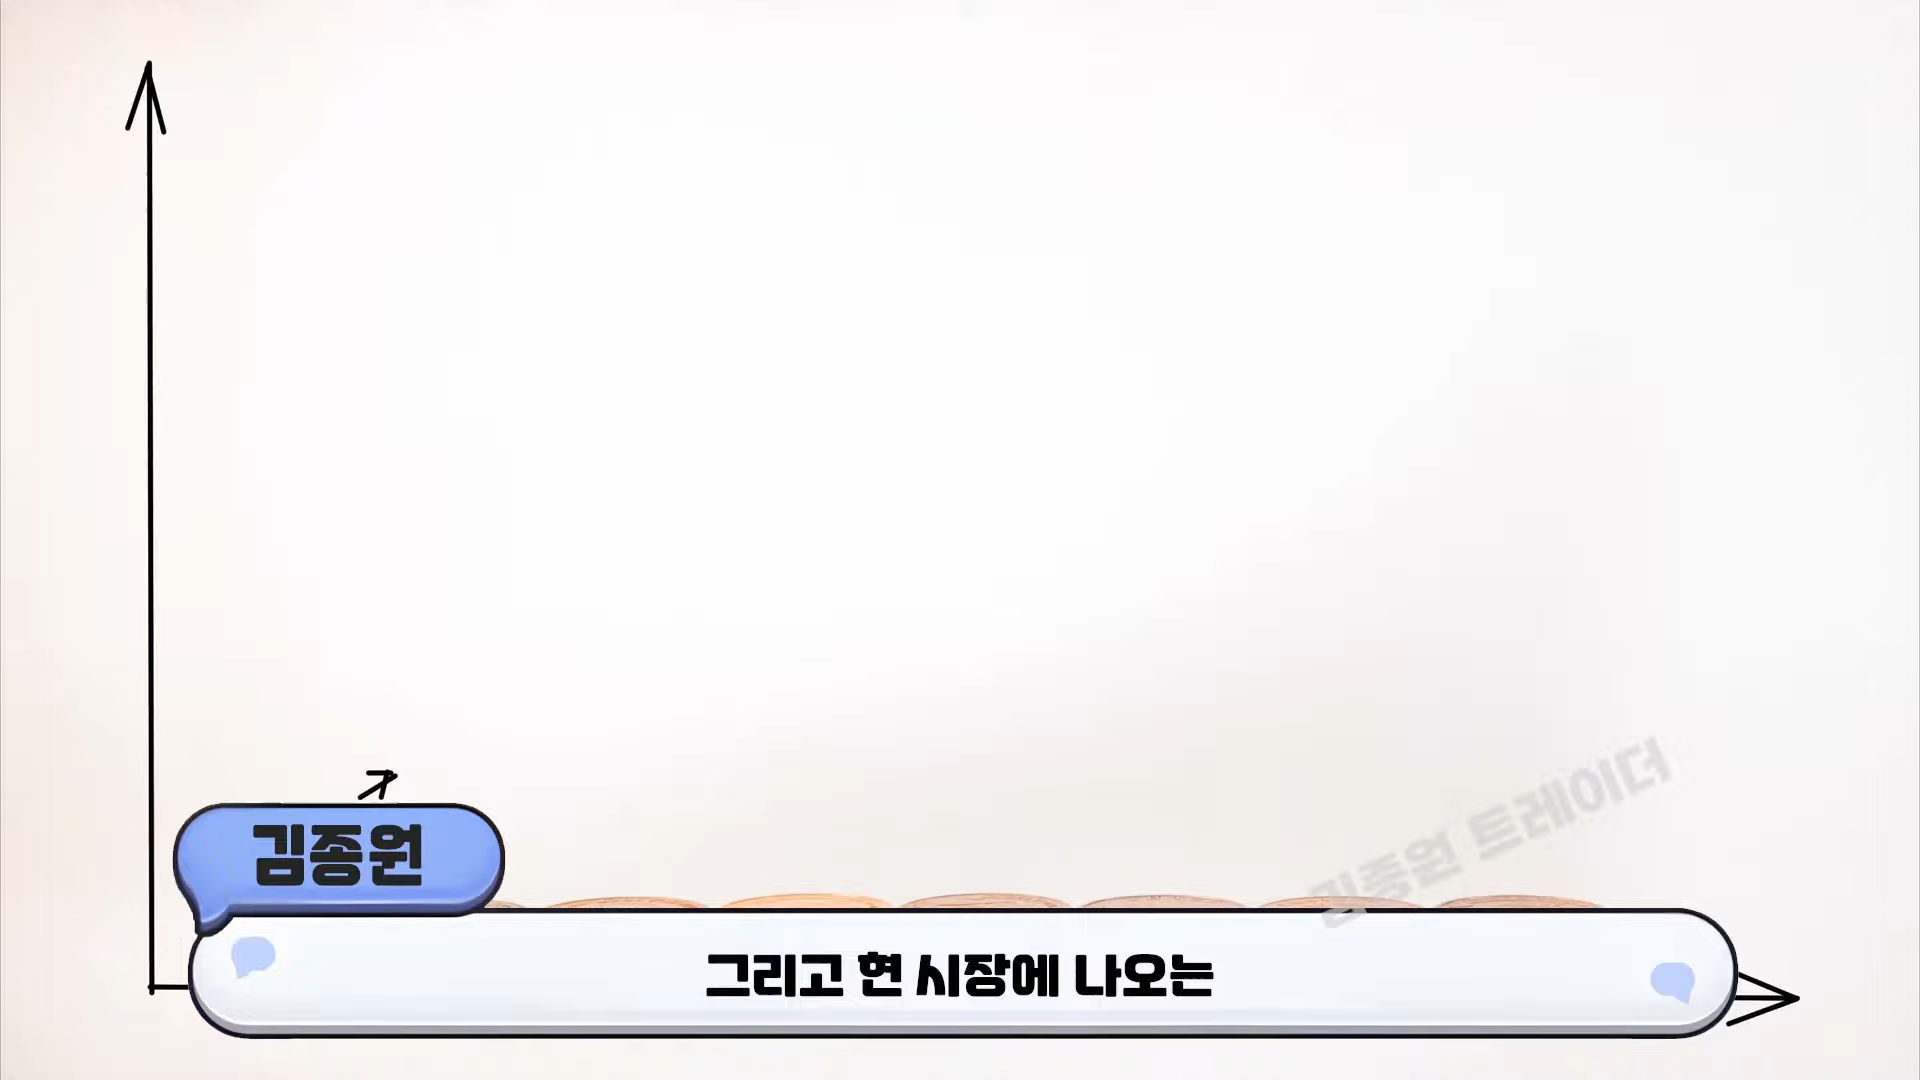 김종원 트레이더
김종원
그리고 현 시장에 나오는